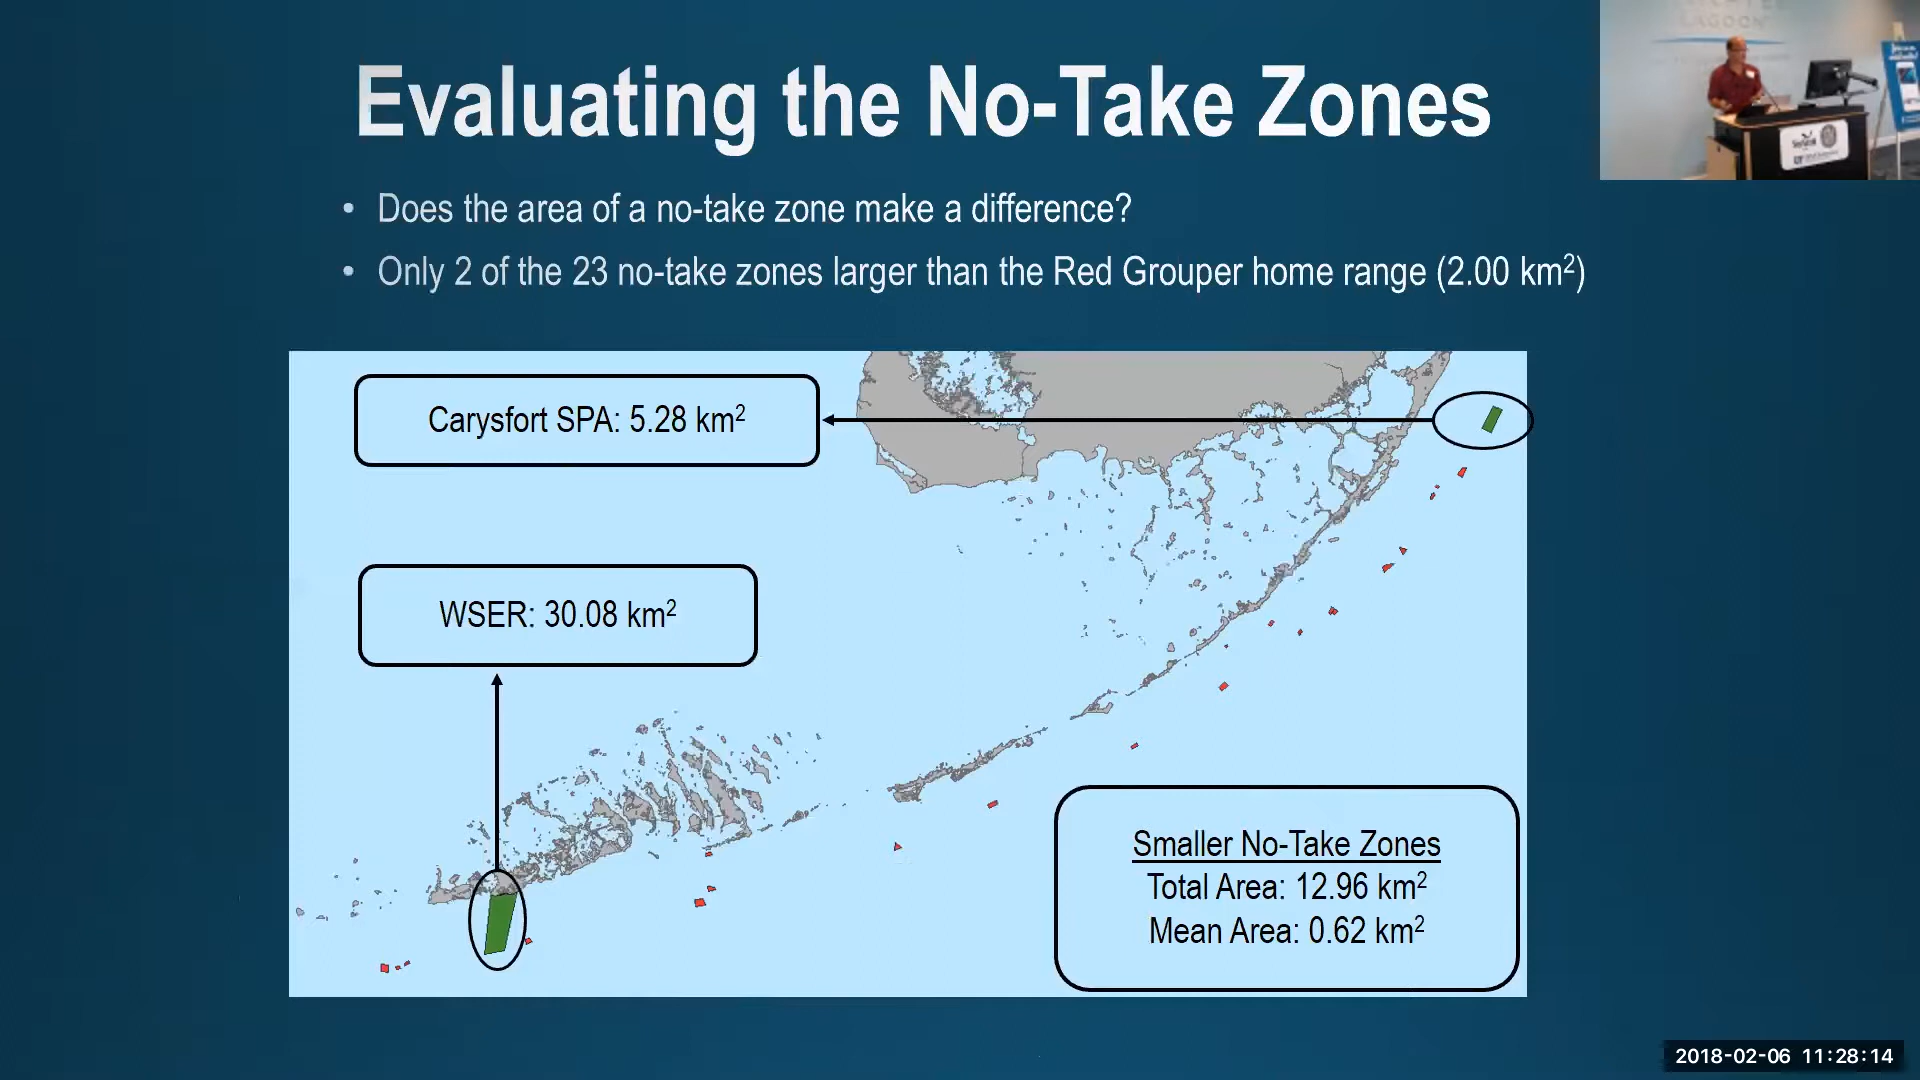 Evaluating the No-Take Zones
LAGOON
• Does the area of a no-take zone make a difference?
• Only 2 of the 23 no-take zones larger than the Red Grouper home range (2.00 km²)
Carysfort SPA: 5.28 km²
WSER: 30.08 km²
Smaller No-Take Zones
Total Area: 12.96 km²
Mean Area: 0.62 km²
2018-02-06 11:28:14